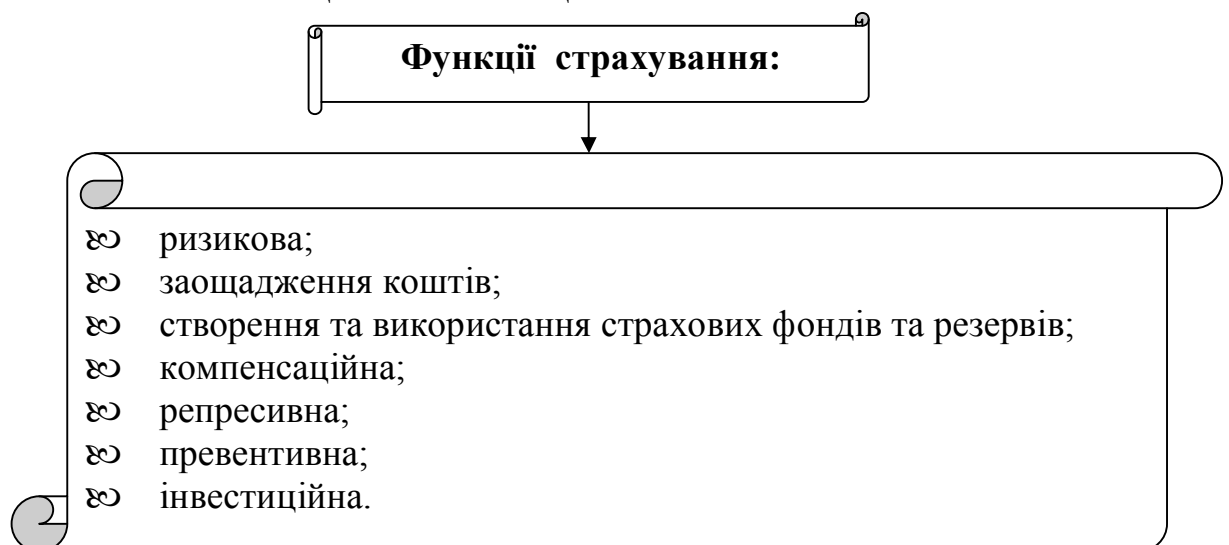 Функції страхування:
ризикова;
заощадження коштів;
створення та використання страхових фондів та резервів;
компенсаційна;
репресивна;
превентивна;
інвестиційна.